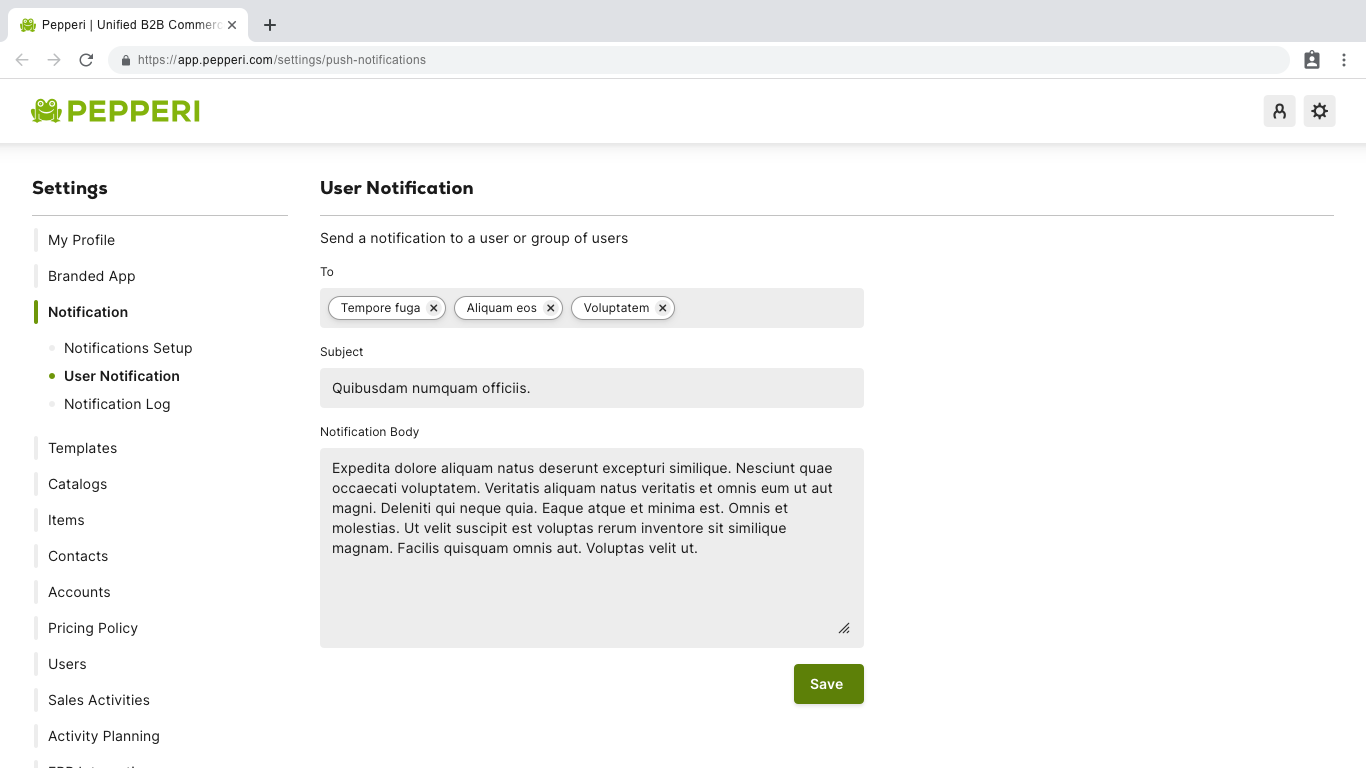 Pepperi | Unified B2B Commerc
https://app.pepperi.com/settings/push-notifications
PEPPERI
Settings
My Profile
Branded App
Notification
Notifications Setup
User Notification
Notification Log
Templates
Catalogs
Items
Contacts
Accounts
Pricing Policy
Users
Sales Activities
Activity Planning
User Notification
Send a notification to a user or group of users
To
Tempore fuga
Aliquam eos
Voluptatem
Subject
Quibusdam numquam officiis.
Notification Body
Expedita dolore aliquam natus deserunt excepturi similique. Nesciunt quae
occaecati voluptatem. Veritatis aliquam natus veritatis et omnis eum ut aut
magni. Deleniti qui neque quia. Eaque atque et minima est. Omnis et
molestias. Ut velit suscipit est voluptas rerum inventore sit similique
magnam. Facilis quisquam omnis aut. Voluptas velit ut.
Save